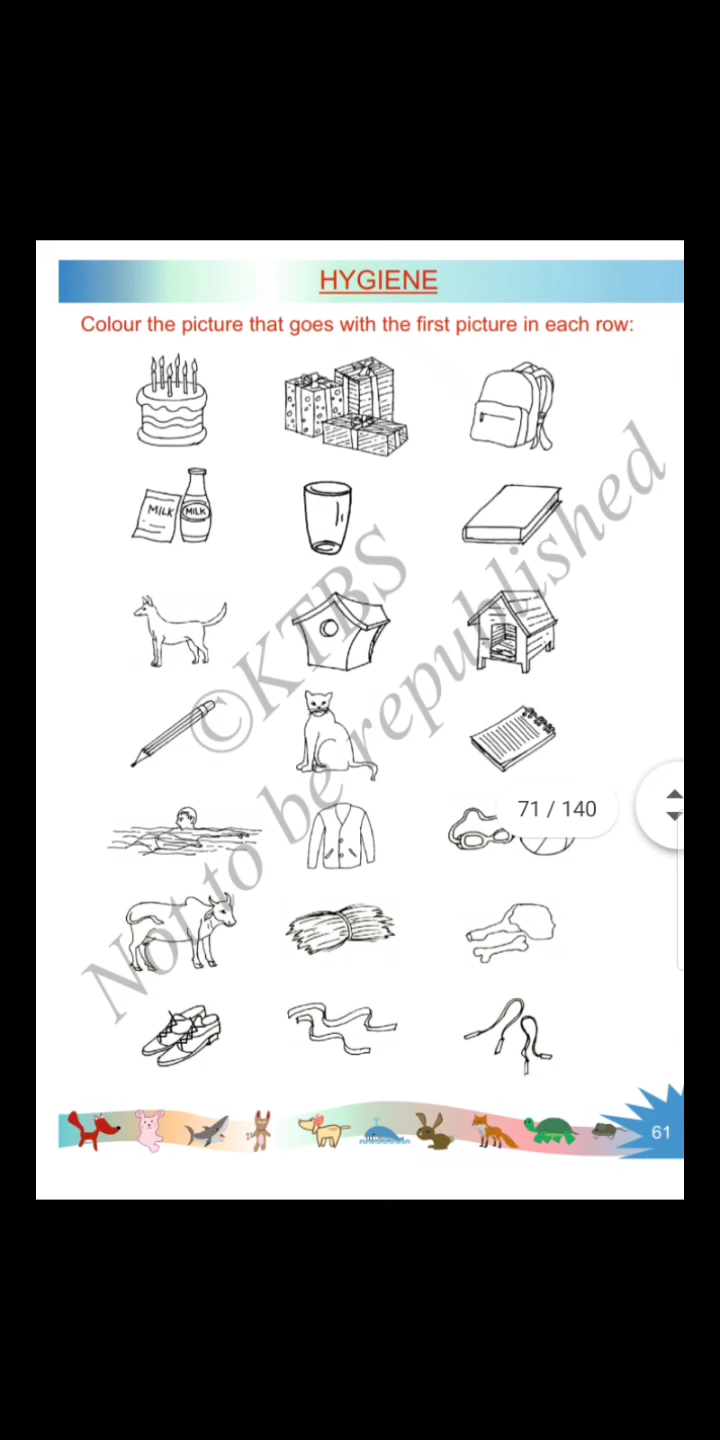 HYGIENE
Colour the picture that goes with the first picture in each row:
MILK MILK
©KTBS
Not to be republished
71 / 140
61